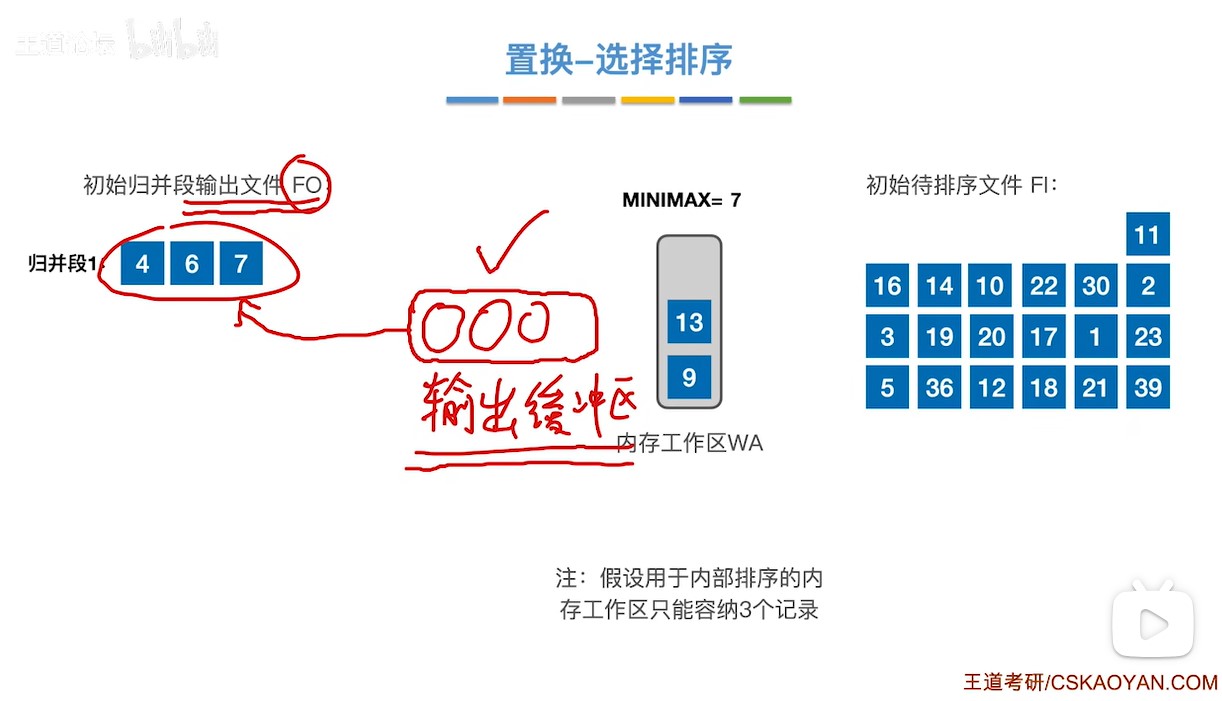 王道论坛 bilibili
置换–选择排序
初始归并段输出文件 FO
MINIMAX= 7
初始待排序文件 FI：
归并段1
4 6 7
11
16 14 10 22 30 2
3 19 20 17 1 23
5 36 12 18 21 39
13
9
输出缓冲区
内存工作区WA
注：假设用于内部排序的内
存工作区只能容纳3个记录
王道考研/CSKAOYAN.COM